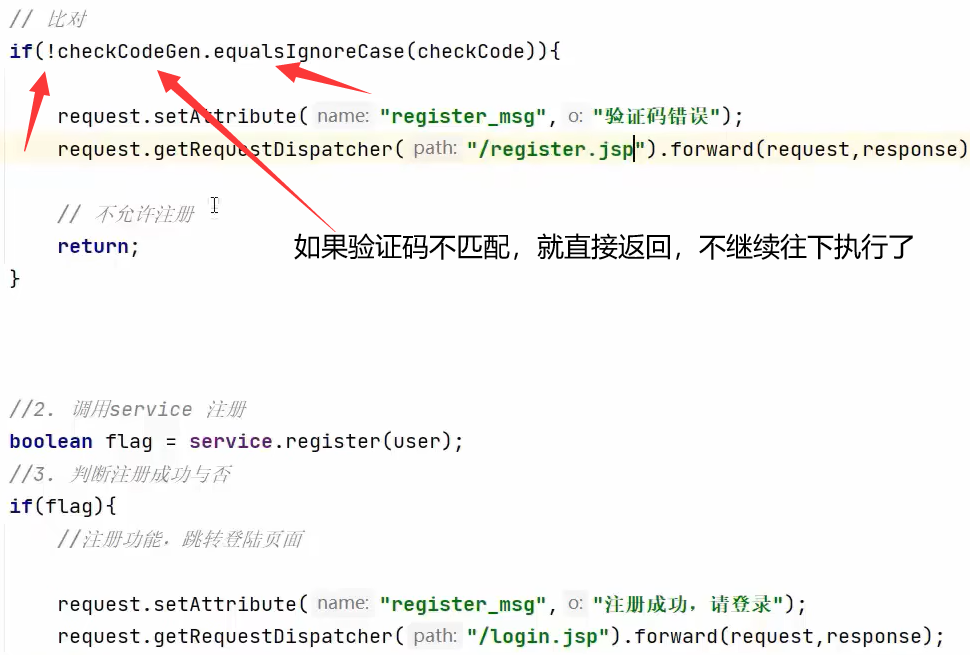 // 比对
if(!checkCodeGen.equalsIgnoreCase(checkCode)){
request.setAttribute( name: "register_msg", o: "验证码错误");
request.getRequestDispatcher( path: "/register.jsp").forward(request,response)
// 不允许注册
return;
如果验证码不匹配，就直接返回，不继续往下执行了
}
//2. 调用service 注册
boolean flag = service.register(user);
//3. 判断注册成功与否
if(flag){
//注册功能，跳转登陆页面
request.setAttribute( name: "register_msg", o: "注册成功，请登录");
request.getRequestDispatcher( path: "/login.jsp").forward(request,response);